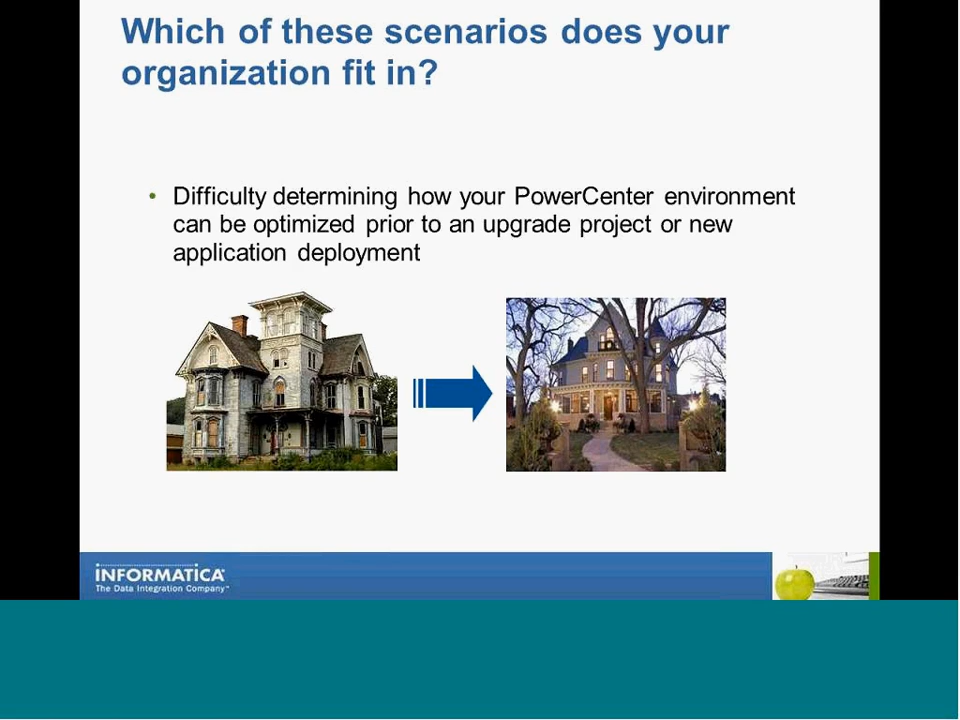 Which of these scenarios does your
organization fit in?
• Difficulty determining how your PowerCenter environment
can be optimized prior to an upgrade project or new
application deployment
INFORMATICA
The Data Integration Company™